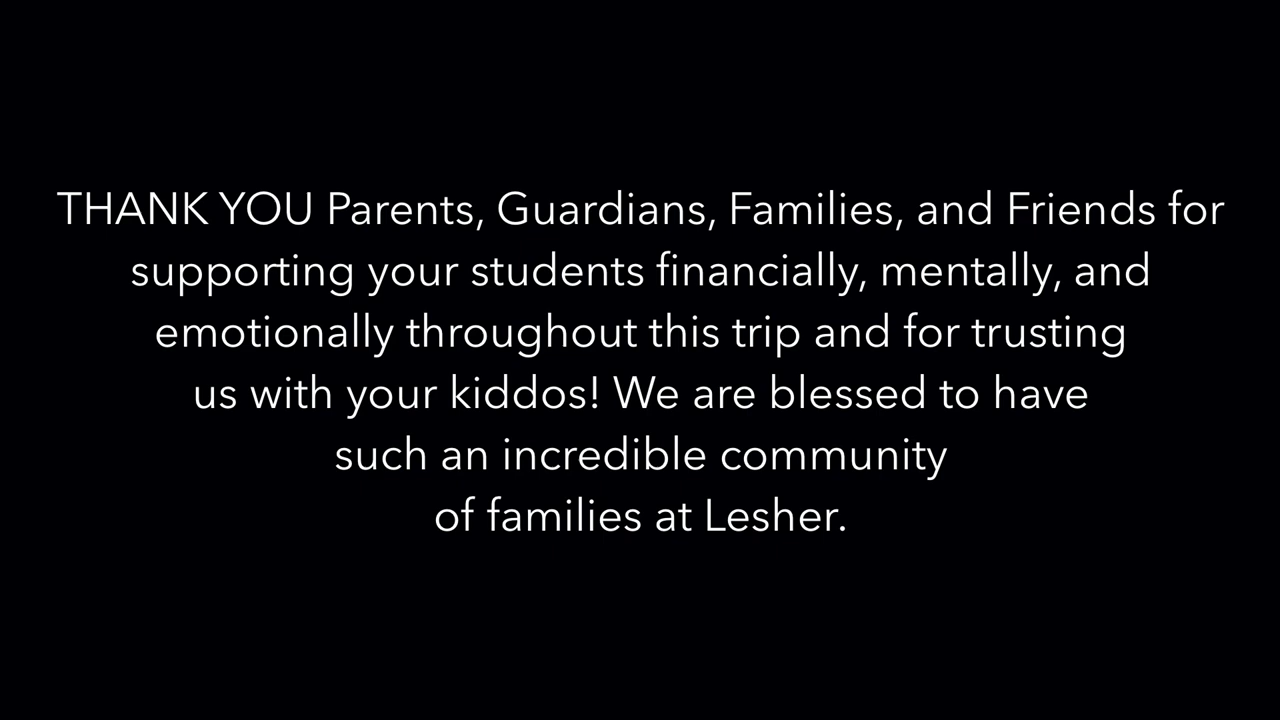 THANK YOU Parents, Guardians, Families, and Friends for
supporting your students financially, mentally, and
emotionally throughout this trip and for trusting
us with your kiddos! We are blessed to have
such an incredible community
of families at Lesher.